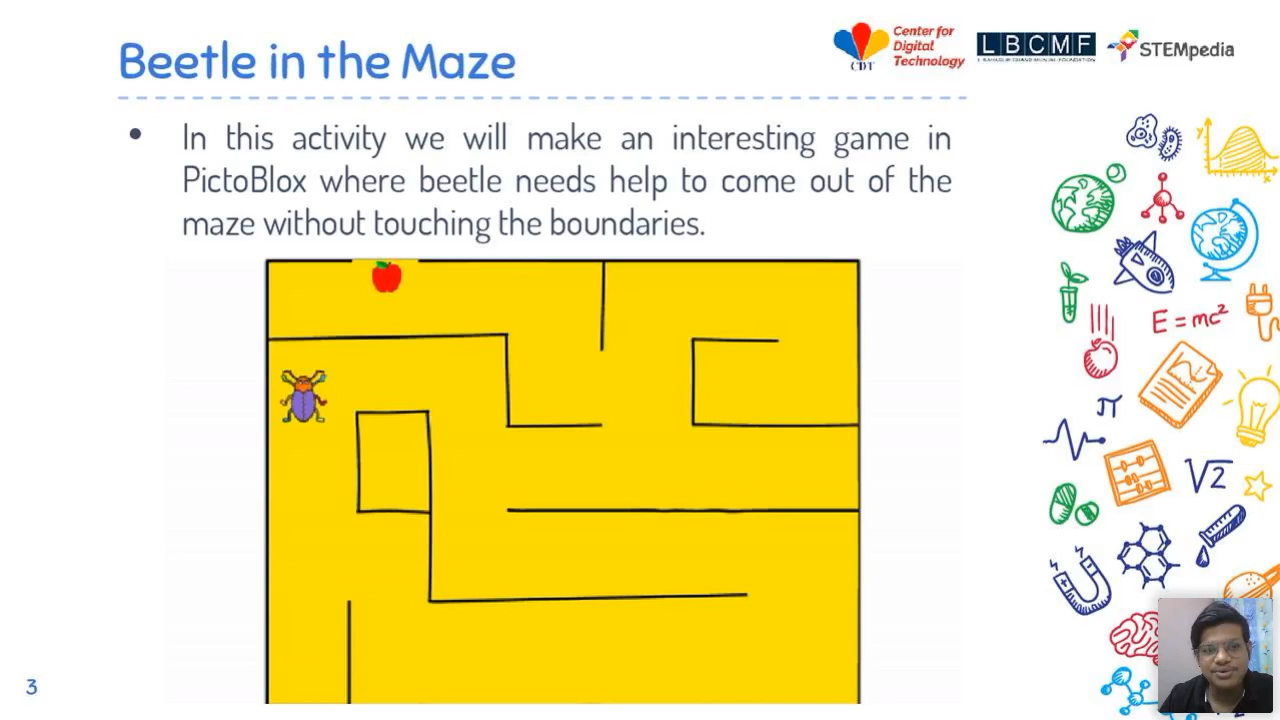 Beetle in the Maze
Center for
Digital
Technology
CDT
LBCMF
STEMpedia
• In this activity we will make an interesting game in
PictoBlox where beetle needs help to come out of the
maze without touching the boundaries.
y
x
E = mc²
π
√2
3